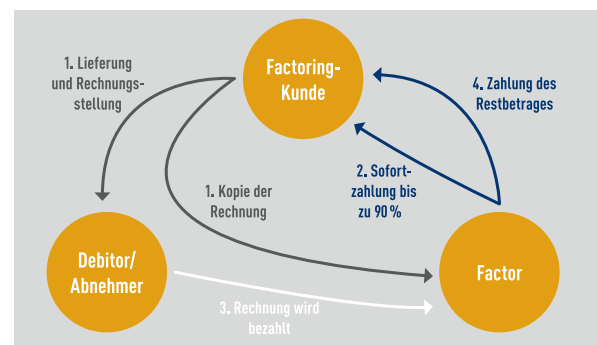 1. Lieferung
und Rechnungs-
stellung
Factoring-
Kunde
4. Zahlung des
Restbetrages
1. Kopie der
Rechnung
2. Sofort-
zahlung bis
zu 90 %
Debitor/
Abnehmer
3. Rechnung wird
bezahlt
Factor